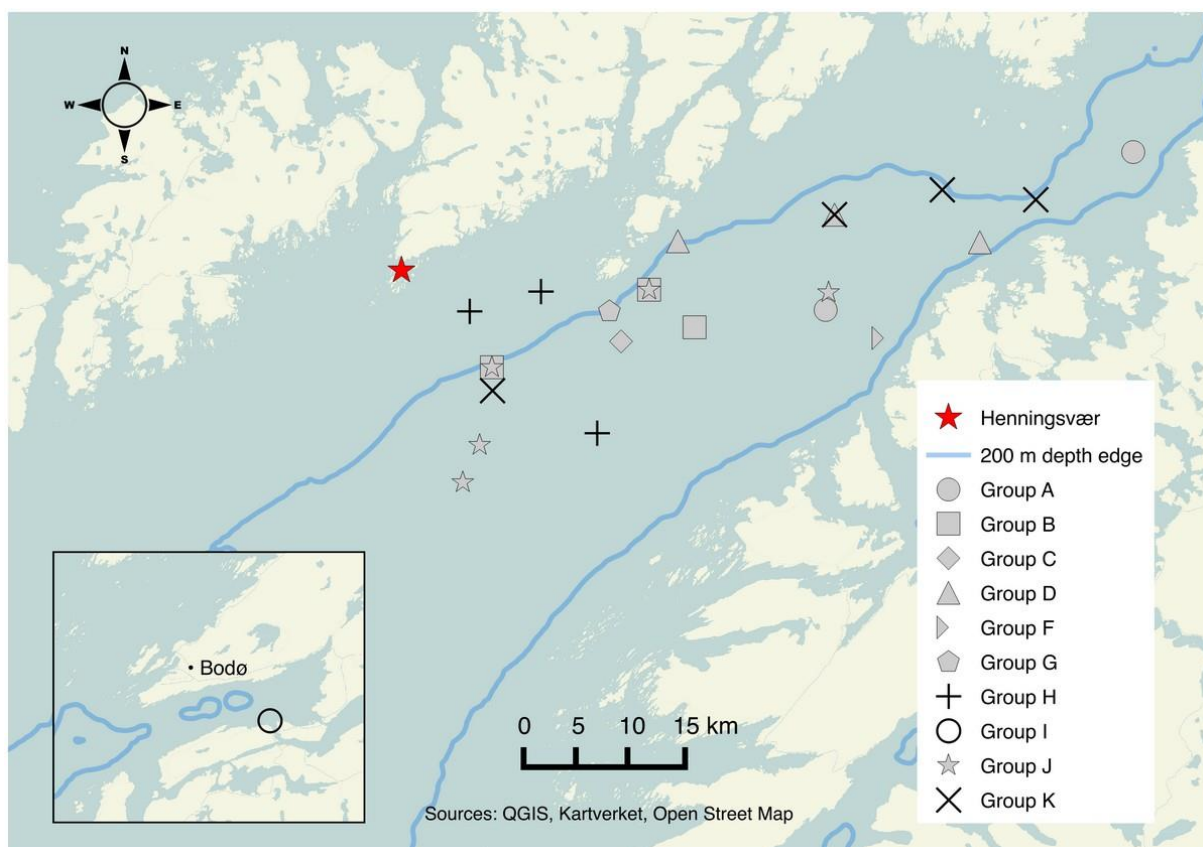 N
W E
S
Henningsvær
200 m depth edge
Group A
Group B
Group C
Group D
Group F
Group G
Group H
Group I
Group J
Group K
Bodø
0 5 10 15 km
Sources: QGIS, Kartverket, Open Street Map